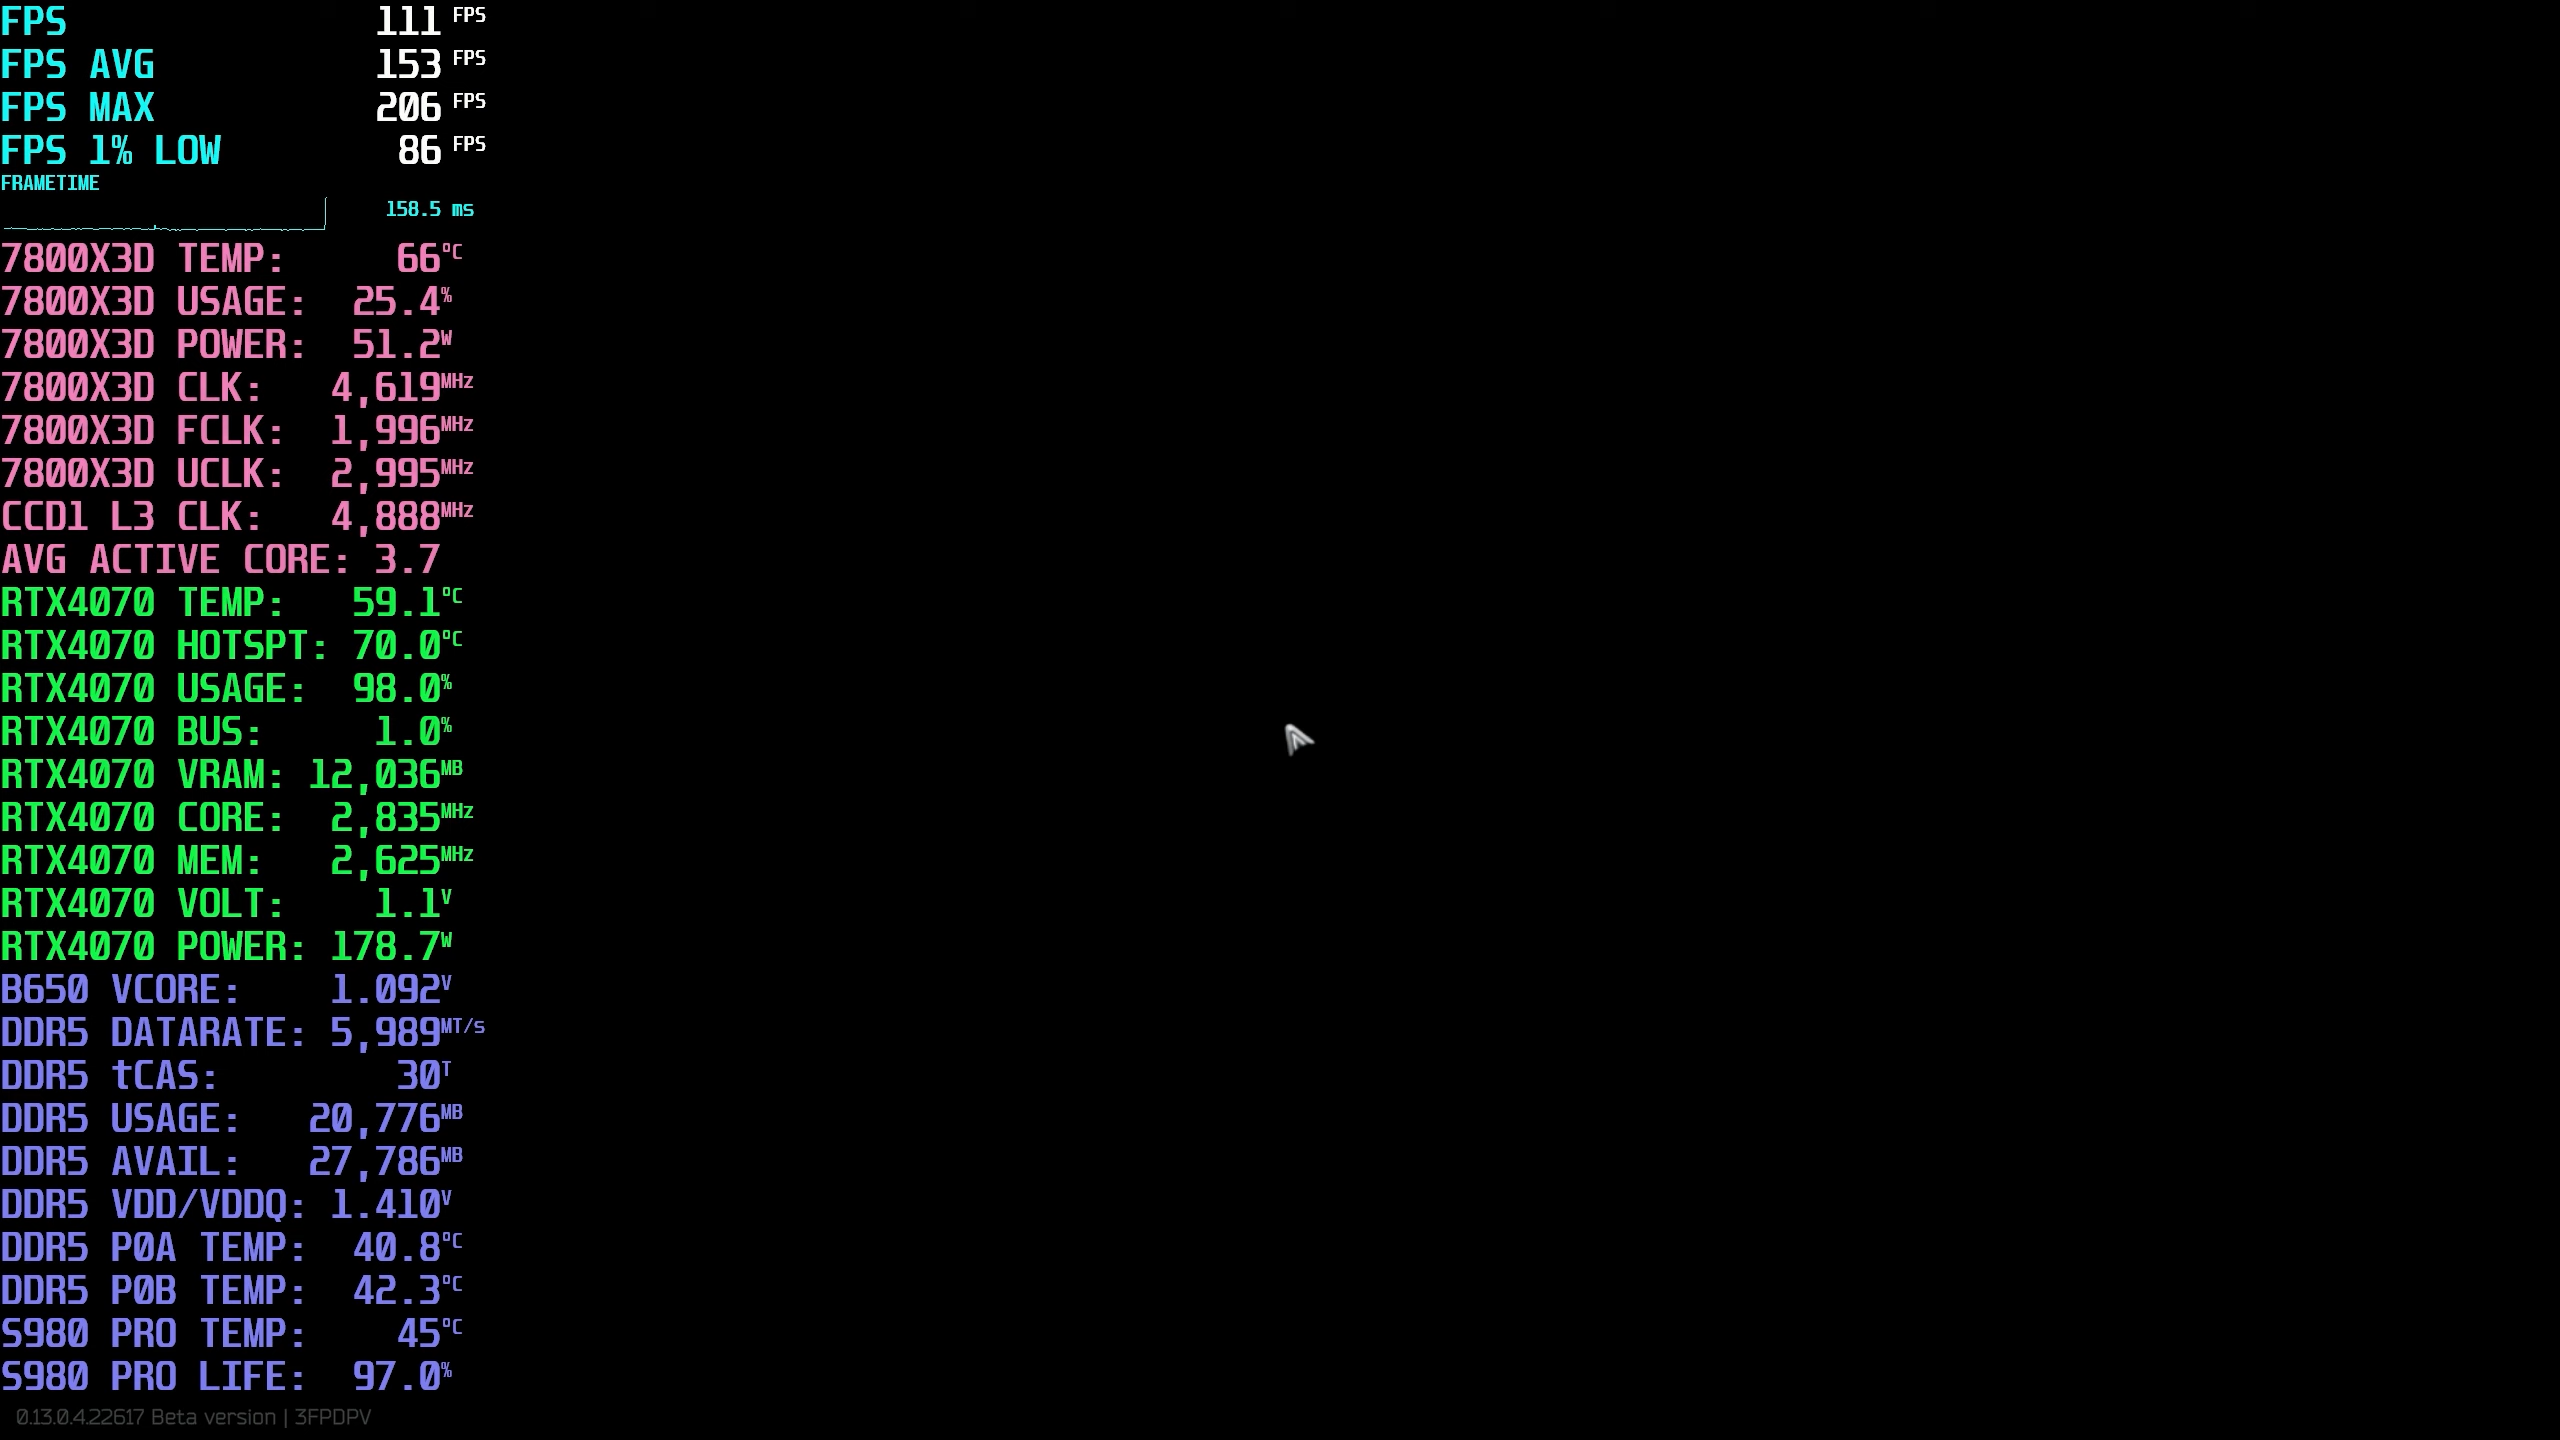 FPS 111 FPS
FPS AVG 153 FPS
FPS MAX 206 FPS
FPS 1% LOW 86 FPS
FRAMETIME
158.5 ms
7800X3D TEMP: 66°C
7800X3D USAGE: 25.4%
7800X3D POWER: 51.2W
7800X3D CLK: 4,619MHz
7800X3D FCLK: 1,996MHz
7800X3D UCLK: 2,995MHz
CCD1 L3 CLK: 4,888MHz
AVG ACTIVE CORE: 3.7
RTX4070 TEMP: 59.1°C
RTX4070 HOTSPT: 70.0°C
RTX4070 USAGE: 98.0%
RTX4070 BUS: 1.0%
RTX4070 VRAM: 12,036MB
RTX4070 CORE: 2,835MHz
RTX4070 MEM: 2,625MHz
RTX4070 VOLT: 1.1V
RTX4070 POWER: 178.7W
B650 VCORE: 1.092V
DDR5 DATARATE: 5,989MT/s
DDR5 tCAS: 30T
DDR5 USAGE: 20,776MB
DDR5 AVAIL: 27,786MB
DDR5 VDD/VDDQ: 1.410V
DDR5 P0A TEMP: 40.8°C
DDR5 P0B TEMP: 42.3°C
S980 PRO TEMP: 45°C
S980 PRO LIFE: 97.0%
0.13.0.4.22617 Beta version | 3FPDPV